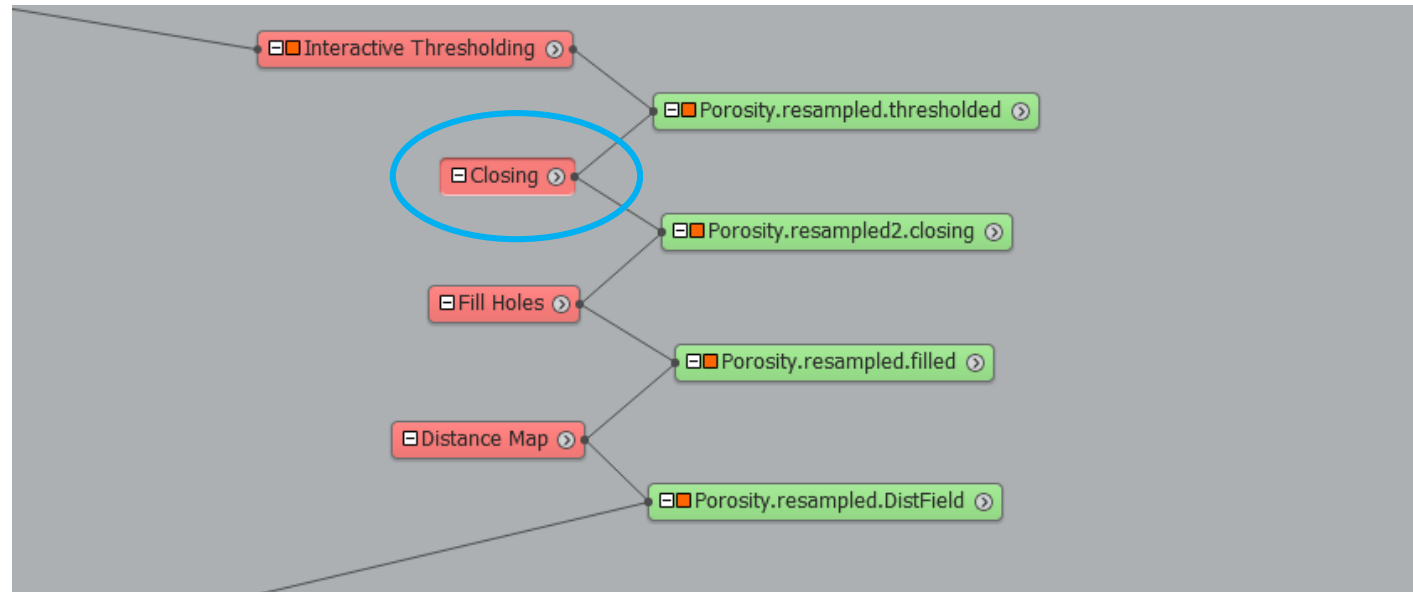 Interactive Thresholding
Porosity.resampled.thresholded
Closing
Porosity.resampled2.closing
Fill Holes
Porosity.resampled.filled
Distance Map
Porosity.resampled.DistField